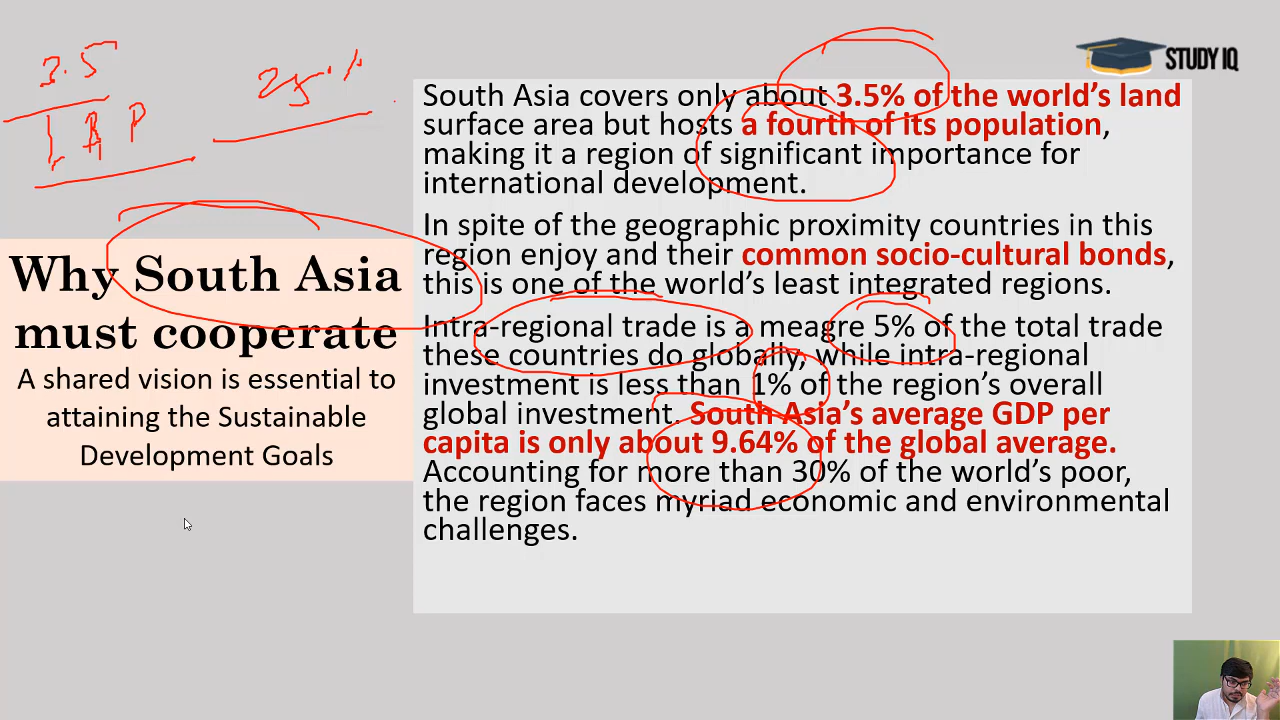 3.5
25%
STUDY IQ
South Asia covers only about 3.5% of the world's land
surface area but hosts a fourth of its population,
making it a region of significant importance for
international development.
In spite of the geographic proximity countries in this
region enjoy and their common socio-cultural bonds,
this is one of the world's least integrated regions.
Intra-regional trade is a meagre 5% of the total trade
these countries do globally, while intra-regional
investment is less than 1% of the region's overall
global investment. South Asia's average GDP per
capita is only about 9.64% of the global average.
Accounting for more than 30% of the world's poor,
the region faces myriad economic and environmental
challenges.
Why South Asia
must cooperate
A shared vision is essential to
attaining the Sustainable
Development Goals